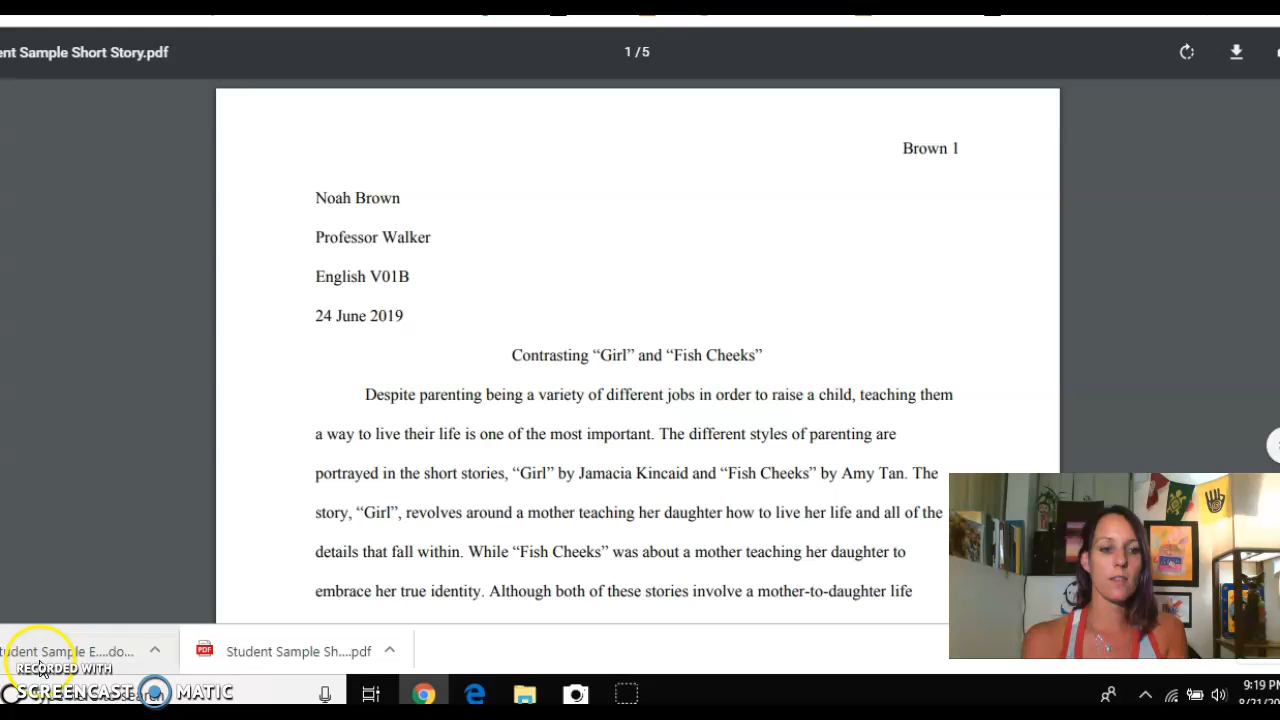 ent Sample Short Story.pdf
1 / 5
Brown 1
Noah Brown
Professor Walker
English V01B
24 June 2019
Contrasting “Girl” and “Fish Cheeks”
Despite parenting being a variety of different jobs in order to raise a child, teaching them
a way to live their life is one of the most important. The different styles of parenting are
portrayed in the short stories, “Girl” by Jamacia Kincaid and “Fish Cheeks” by Amy Tan. The
story, “Girl”, revolves around a mother teaching her daughter how to live her life and all of the
details that fall within. While “Fish Cheeks” was about a mother teaching her daughter to
embrace her true identity. Although both of these stories involve a mother-to-daughter life
tudent Sample E....do...
PDF
Student Sample Sh....pdf
RECORDED WITH
SCREENCAST MATIC
search
9:19 PM
8/21/20